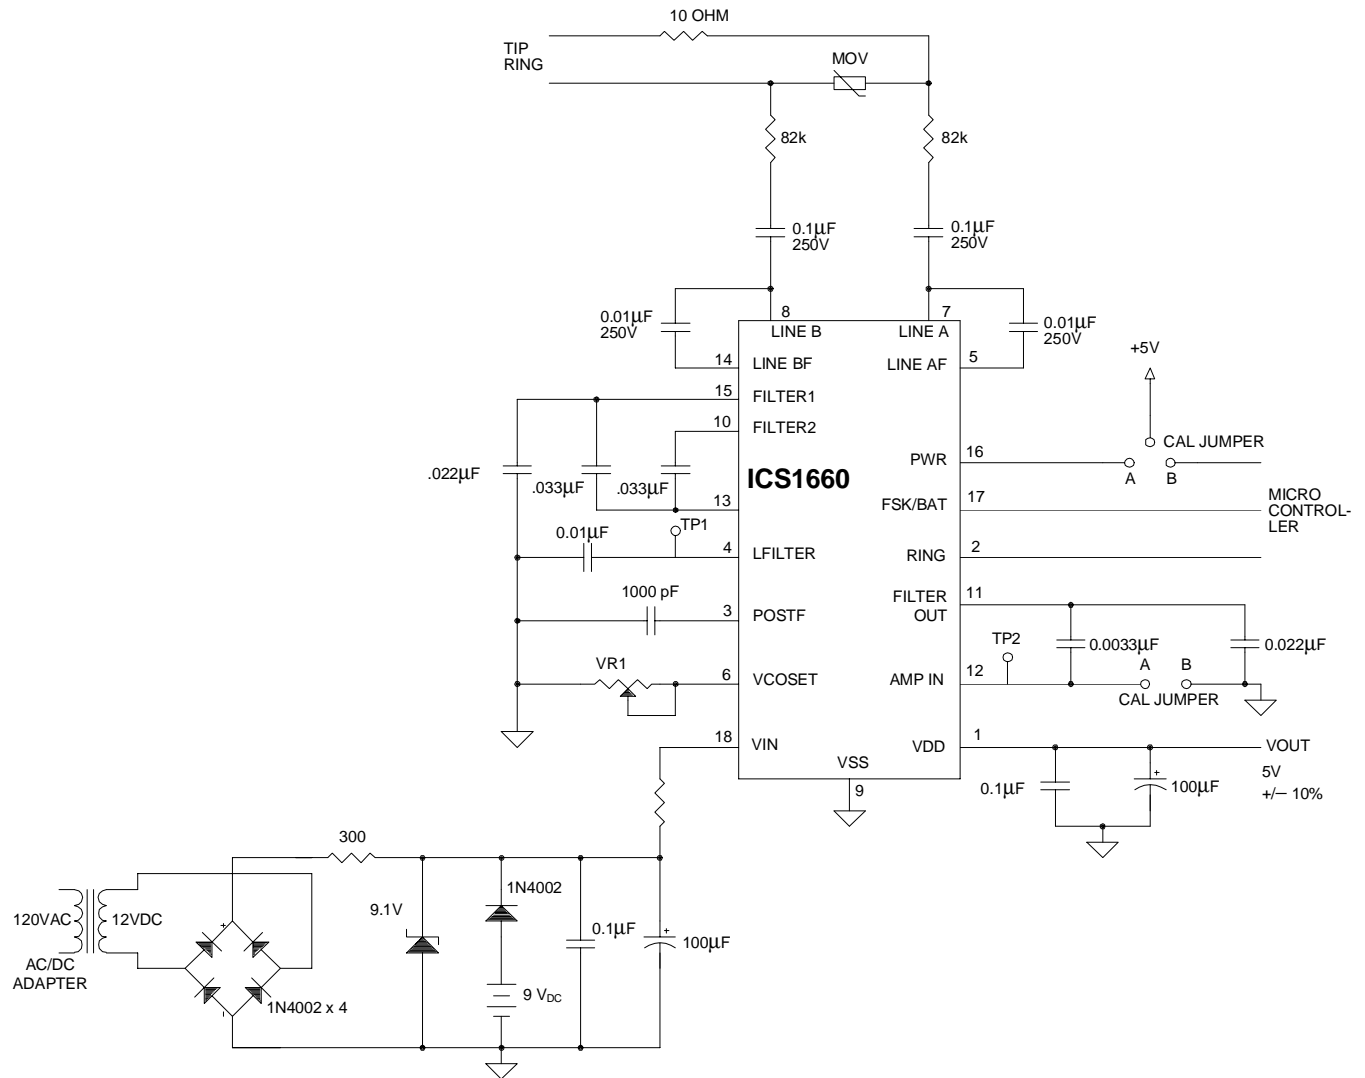 10 OHM
TIP
RING
MOV
82k
82k
0.1µF
250V
0.1µF
250V
0.01µF
250V
8
7
LINE B
LINE A
0.01µF
250V
14
LINE BF
LINE AF
5
+5V
15
FILTER1
10
FILTER2
CAL JUMPER
PWR
16
A
B
.022µF
.033µF
.033µF
ICS1660
13
FSK/BAT
17
MICRO
CONTROL-
LER
TP1
0.01µF
4
LFILTER
RING
2
1000 pF
3
POSTF
FILTER
OUT
11
TP2
0.0033µF
0.022µF
VR1
6
VCOSET
AMP IN
12
A
B
CAL JUMPER
18
VIN
VDD
1
VOUT
5V
+/– 10%
VSS
9
0.1µF
+
100µF
300
120VAC
12VDC
AC/DC
ADAPTER
+
-
1N4002 x 4
9.1V
1N4002
9 VDC
0.1µF
+
100µF